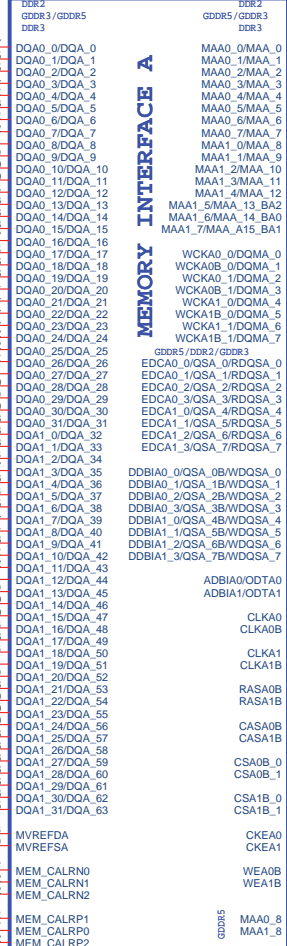 DDR2
GDDR3/GDDR5
DDR3
DDR2
GDDR5/GDDR3
DDR3
MEMORY INTERFACE A
DQA0_0/DQA_0
DQA0_1/DQA_1
DQA0_2/DQA_2
DQA0_3/DQA_3
DQA0_4/DQA_4
DQA0_5/DQA_5
DQA0_6/DQA_6
DQA0_7/DQA_7
DQA0_8/DQA_8
DQA0_9/DQA_9
DQA0_10/DQA_10
DQA0_11/DQA_11
DQA0_12/DQA_12
DQA0_13/DQA_13
DQA0_14/DQA_14
DQA0_15/DQA_15
DQA0_16/DQA_16
DQA0_17/DQA_17
DQA0_18/DQA_18
DQA0_19/DQA_19
DQA0_20/DQA_20
DQA0_21/DQA_21
DQA0_22/DQA_22
DQA0_23/DQA_23
DQA0_24/DQA_24
DQA0_25/DQA_25
DQA0_26/DQA_26
DQA0_27/DQA_27
DQA0_28/DQA_28
DQA0_29/DQA_29
DQA0_30/DQA_30
DQA0_31/DQA_31
DQA1_0/DQA_32
DQA1_1/DQA_33
DQA1_2/DQA_34
DQA1_3/DQA_35
DQA1_4/DQA_36
DQA1_5/DQA_37
DQA1_6/DQA_38
DQA1_7/DQA_39
DQA1_8/DQA_40
DQA1_9/DQA_41
DQA1_10/DQA_42
DQA1_11/DQA_43
DQA1_12/DQA_44
DQA1_13/DQA_45
DQA1_14/DQA_46
DQA1_15/DQA_47
DQA1_16/DQA_48
DQA1_17/DQA_49
DQA1_18/DQA_50
DQA1_19/DQA_51
DQA1_20/DQA_52
DQA1_21/DQA_53
DQA1_22/DQA_54
DQA1_23/DQA_55
DQA1_24/DQA_56
DQA1_25/DQA_57
DQA1_26/DQA_58
DQA1_27/DQA_59
DQA1_28/DQA_60
DQA1_29/DQA_61
DQA1_30/DQA_62
DQA1_31/DQA_63
MVREFDA
MVREFSA
MEM_CALRN0
MEM_CALRN1
MEM_CALRN2
MEM_CALRP1
MEM_CALRP0
MEM_CALRP2
MAA0_0/MAA_0
MAA0_1/MAA_1
MAA0_2/MAA_2
MAA0_3/MAA_3
MAA0_4/MAA_4
MAA0_5/MAA_5
MAA0_6/MAA_6
MAA0_7/MAA_7
MAA1_0/MAA_8
MAA1_1/MAA_9
MAA1_2/MAA_10
MAA1_3/MAA_11
MAA1_4/MAA_12
MAA1_5/MAA_13_BA2
MAA1_6/MAA_14_BA0
MAA1_7/MAA_A15_BA1
WCKA0_0/DQMA_0
WCKA0B_0/DQMA_1
WCKA0_1/DQMA_2
WCKA0B_1/DQMA_3
WCKA1_0/DQMA_4
WCKA1B_0/DQMA_5
WCKA1_1/DQMA_6
WCKA1B_1/DQMA_7
GDDR5/DDR2/GDDR3
EDCA0_0/QSA_0/RDQSA_0
EDCA0_1/QSA_1/RDQSA_1
EDCA0_2/QSA_2/RDQSA_2
EDCA0_3/QSA_3/RDQSA_3
EDCA1_0/QSA_4/RDQSA_4
EDCA1_1/QSA_5/RDQSA_5
EDCA1_2/QSA_6/RDQSA_6
EDCA1_3/QSA_7/RDQSA_7
DDBIA0_0/QSA_0B/WDQSA_0
DDBIA0_1/QSA_1B/WDQSA_1
DDBIA0_2/QSA_2B/WDQSA_2
DDBIA0_3/QSA_3B/WDQSA_3
DDBIA1_0/QSA_4B/WDQSA_4
DDBIA1_1/QSA_5B/WDQSA_5
DDBIA1_2/QSA_6B/WDQSA_6
DDBIA1_3/QSA_7B/WDQSA_7
ADBIA0/ODTA0
ADBIA1/ODTA1
CLKA0
CLKA0B
CLKA1
CLKA1B
RASA0B
RASA1B
CASA0B
CASA1B
CSA0B_0
CSA0B_1
CSA1B_0
CSA1B_1
CKEA0
CKEA1
WEA0B
WEA1B
GDDR5
MAA0_8
MAA1_8